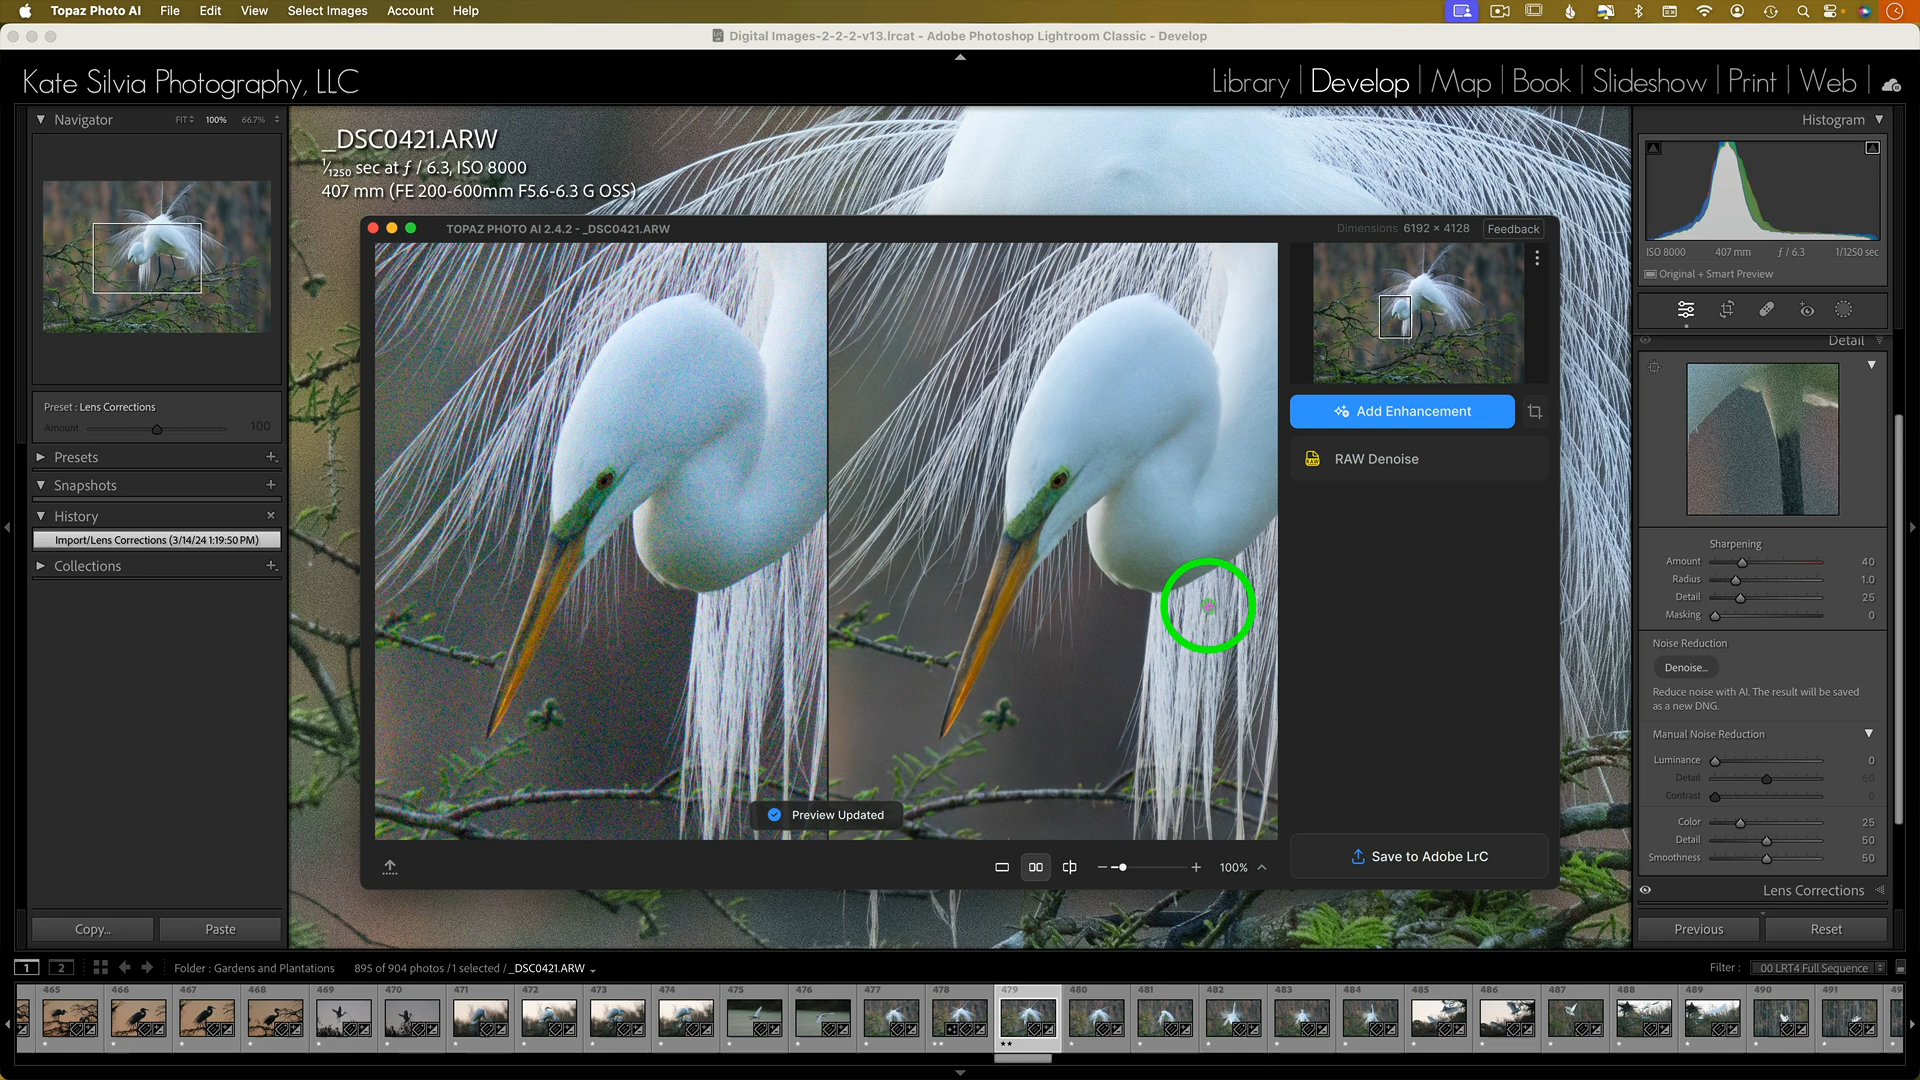 Topaz Photo AI File Edit View Select Images Account Help
Digital Images-2-2-2-v13.lrcat - Adobe Photoshop Lightroom Classic - Develop
Kate Silvia Photography, LLC
Library | Develop | Map | Book | Slideshow | Print | Web |
Navigator FIT 100% 66.7%
Preset : Lens Corrections
Amount 100
Presets
Snapshots
History
Import/Lens Corrections (3/14/24 1:19:50 PM)
Collections
Copy... Paste
_DSC0421.ARW
1/1250 sec at ƒ / 6.3, ISO 8000
407 mm (FE 200-600mm F5.6-6.3 G OSS)
TOPAZ PHOTO AI 2.4.2 - _DSC0421.ARW
Dimensions 6192 × 4128 Feedback
Add Enhancement
RAW Denoise
Preview Updated
100%
Save to Adobe LrC
Histogram
ISO 8000 407 mm ƒ / 6.3 1/1250 sec
Original + Smart Preview
Detail
Sharpening
Amount 40
Radius 1.0
Detail 25
Masking 0
Noise Reduction
Denoise...
Reduce noise with AI. The result will be saved
as a new DNG.
Manual Noise Reduction
Luminance 0
Detail 50
Contrast 0
Color 25
Detail 50
Smoothness 50
Lens Corrections
Previous Reset
1 2 Folder : Gardens and Plantations 895 of 904 photos /1 selected / _DSC0421.ARW
Filter : 00 LRT4 Full Sequence
465 466 467 468 469 470 471 472 473 474 475 476 477 478 479 480 481 482 483 484 485 486 487 488 489 490 491